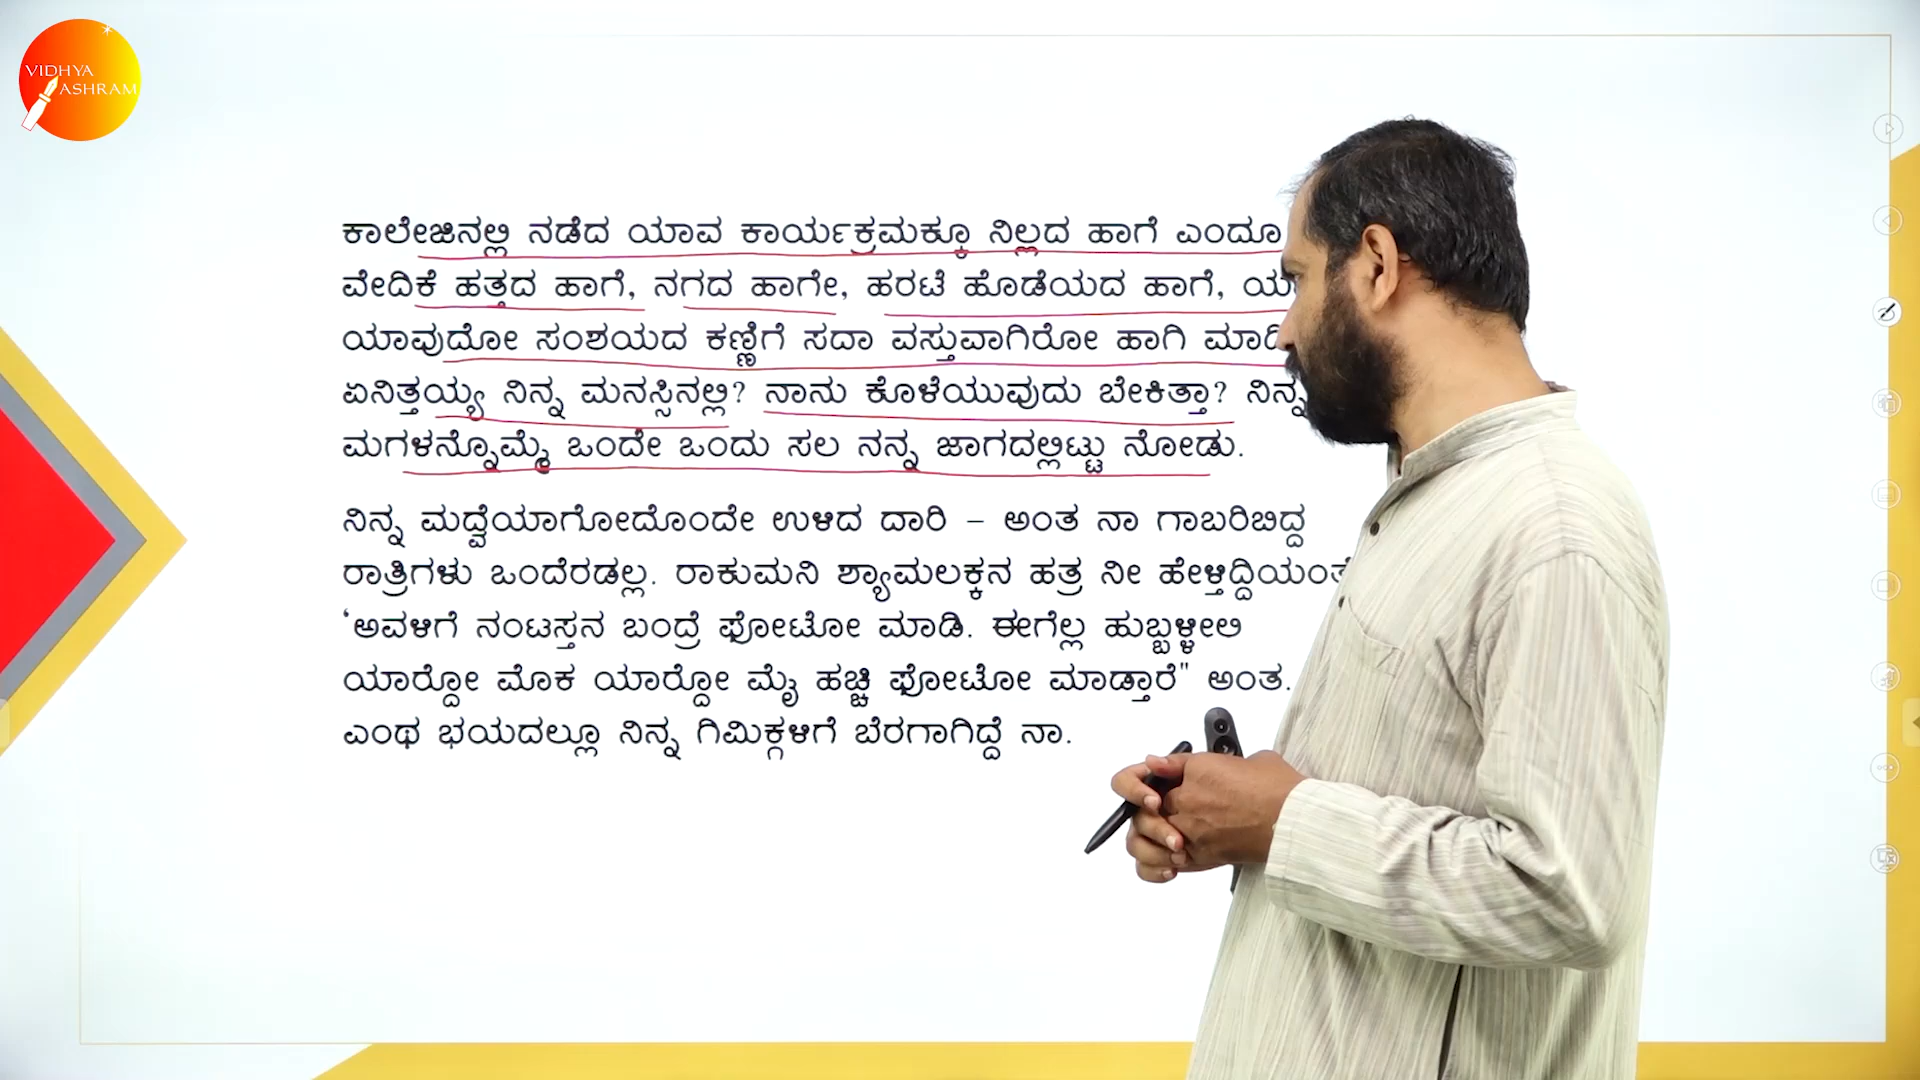 VIDHYA
ASHRAM
ಕಾಲೇಜಿನಲ್ಲಿ ನಡೆದ ಯಾವ ಕಾರ್ಯಕ್ರಮಕ್ಕೂ ನಿಲ್ಲದ ಹಾಗೆ ಎಂದೂ
ವೇದಿಕೆ ಹತ್ತದ ಹಾಗೆ, ನಗದ ಹಾಗೇ, ಹರಟೆ ಹೊಡೆಯದ ಹಾಗೆ,
ಯಾವುದೋ ಸಂಶಯದ ಕಣ್ಣಿಗೆ ಸದಾ ವಸ್ತುವಾಗಿರೋ ಹಾಗಿ
ಏನಿತ್ತಯ್ಯ ನಿನ್ನ ಮನಸ್ಸಿನಲ್ಲಿ? ನಾನು ಕೊಳೆಯುವುದು ಬೇಕಿತ್ತಾ? ನಿನ್ನ
ಮಗಳನ್ನೊಮ್ಮೆ ಒಂದೇ ಒಂದು ಸಲ ನನ್ನ ಜಾಗದಲ್ಲಿಟ್ಟು ನೋಡು.
ನಿನ್ನ ಮದ್ವೆಯಾಗೋದೊಂದೇ ಉಳಿದ ದಾರಿ – ಅಂತ ನಾ ಗಾಬರಿಬಿದ್ದ
ರಾತ್ರಿಗಳು ಒಂದೆರಡಲ್ಲ. ರಾಕುಮನಿ ಶ್ಯಾಮಲಕ್ಕನ ಹತ್ರ ನೀ ಹೇಳ್ತಿದ್ದಿಯಂತೆ
‘ಅವಳಿಗೆ ನಂಟಸ್ತನ ಬಂದ್ರೆ ಫೋಟೋ ಮಾಡಿ. ಈಗೆಲ್ಲ ಹುಬ್ಬಳ್ಳೀಲಿ
ಯಾರ್‍ದೋ ಮೊಕ ಯಾರ್‍ದೋ ಮೈ ಹಚ್ಚಿ ಫೋಟೋ ಮಾಡ್ತಾರೆ" ಅಂತ.
ಎಂಥ ಭಯದಲ್ಲೂ ನಿನ್ನ ಗಿಮಿಕ್ಗಳಿಗೆ ಬೆರಗಾಗಿದ್ದೆ ನಾ.